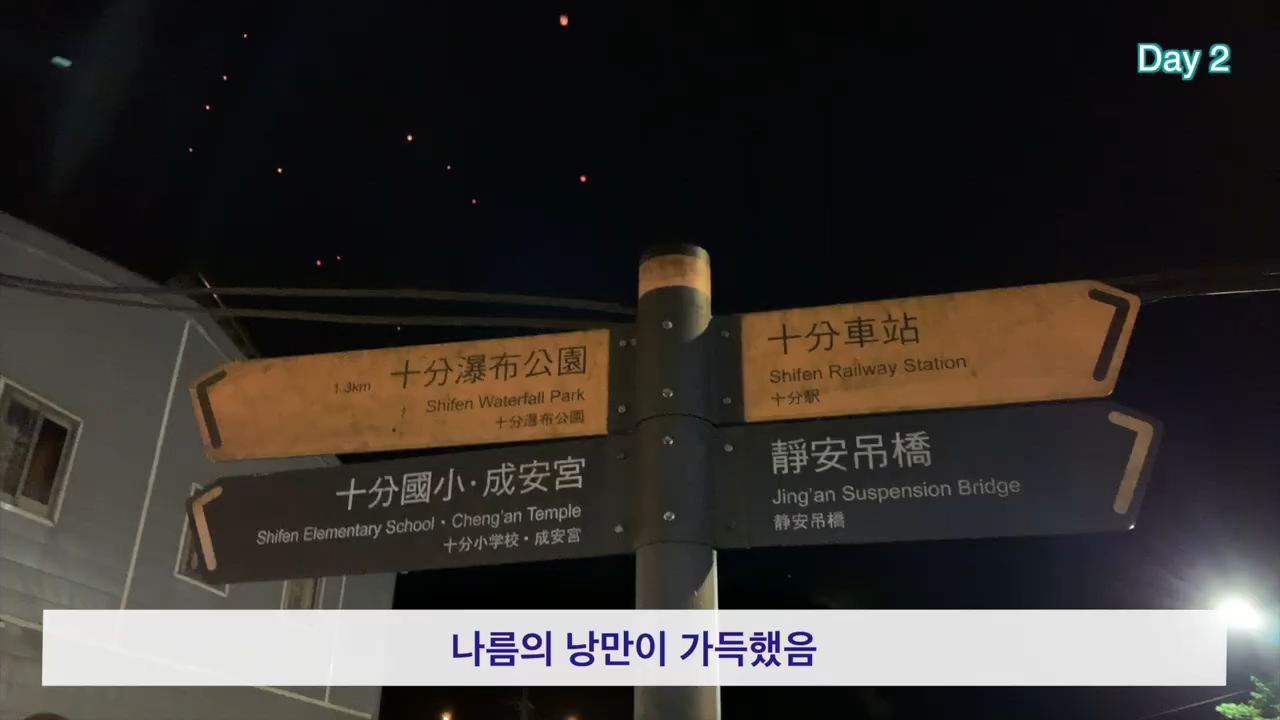 Day 2
十分瀑布公園
1.3km
Shifen Waterfall Park
十分瀑布公園
十分車站
Shifen Railway Station
十分駅
十分國小・成安宮
Shifen Elementary School • Cheng'an Temple
十分小学校・成安宮
靜安吊橋
Jing'an Suspension Bridge
静安吊橋
나름의 낭만이 가득했음